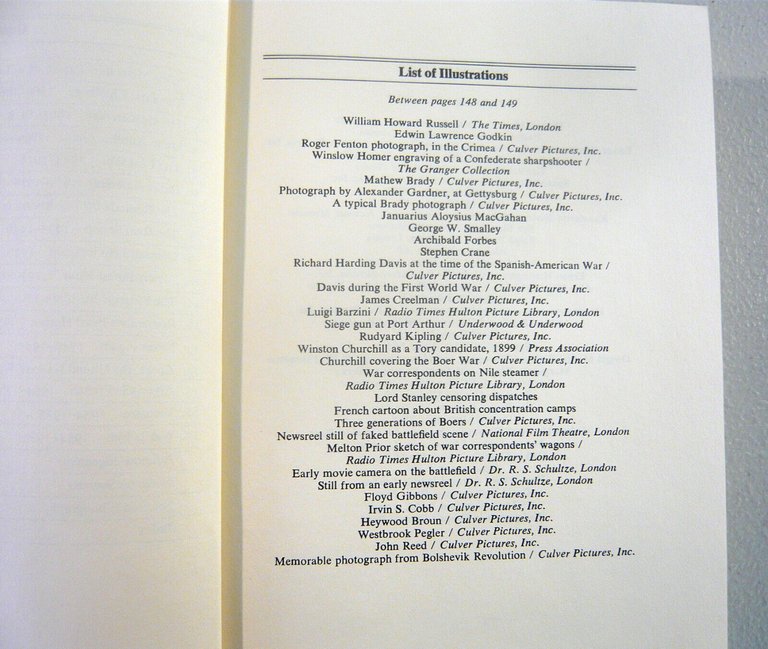 List of Illustrations
Between pages 148 and 149
William Howard Russell / The Times, London
Edwin Lawrence Godkin
Roger Fenton photograph, in the Crimea / Culver Pictures, Inc.
Winslow Homer engraving of a Confederate sharpshooter /
The Granger Collection
Mathew Brady / Culver Pictures, Inc.
Photograph by Alexander Gardner, at Gettysburg / Culver Pictures, Inc.
A typical Brady photograph / Culver Pictures, Inc.
Januarius Aloysius MacGahan
George W. Smalley
Archibald Forbes
Stephen Crane
Richard Harding Davis at the time of the Spanish-American War /
Culver Pictures, Inc.
Davis during the First World War / Culver Pictures, Inc.
James Creelman / Culver Pictures, Inc.
Luigi Barzini / Radio Times Hulton Picture Library, London
Siege gun at Port Arthur / Underwood & Underwood
Rudyard Kipling / Culver Pictures, Inc.
Winston Churchill as a Tory candidate, 1899 / Press Association
Churchill covering the Boer War / Culver Pictures, Inc.
War correspondents on Nile steamer /
Radio Times Hulton Picture Library, London
Lord Stanley censoring dispatches
French cartoon about British concentration camps
Three generations of Boers / Culver Pictures, Inc.
Newsreel still of faked battlefield scene / National Film Theatre, London
Melton Prior sketch of war correspondents' wagons /
Radio Times Hulton Picture Library, London
Early movie camera on the battlefield / Dr. R. S. Schultze, London
Still from an early newsreel / Dr. R. S. Schultze, London
Floyd Gibbons / Culver Pictures, Inc.
Irvin S. Cobb / Culver Pictures, Inc.
Heywood Broun / Culver Pictures, Inc.
Westbrook Pegler / Culver Pictures, Inc.
John Reed / Culver Pictures, Inc.
Memorable photograph from Bolshevik Revolution / Culver Pictures, Inc.